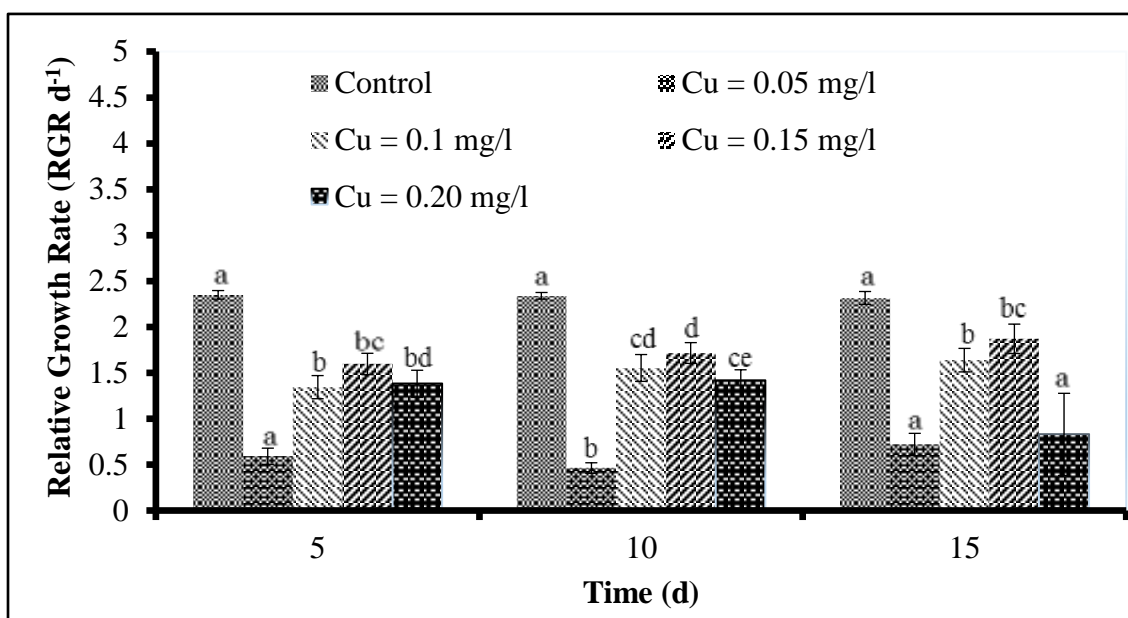 Relative Growth Rate (RGR d-1)
5
4.5
4
3.5
3
2.5
2
1.5
1
0.5
0
Control
Cu = 0.05 mg/l
Cu = 0.1 mg/l
Cu = 0.15 mg/l
Cu = 0.20 mg/l
a
a
b
bc
bd
a
b
cd
d
ce
a
a
b
bc
a
5
10
15
Time (d)